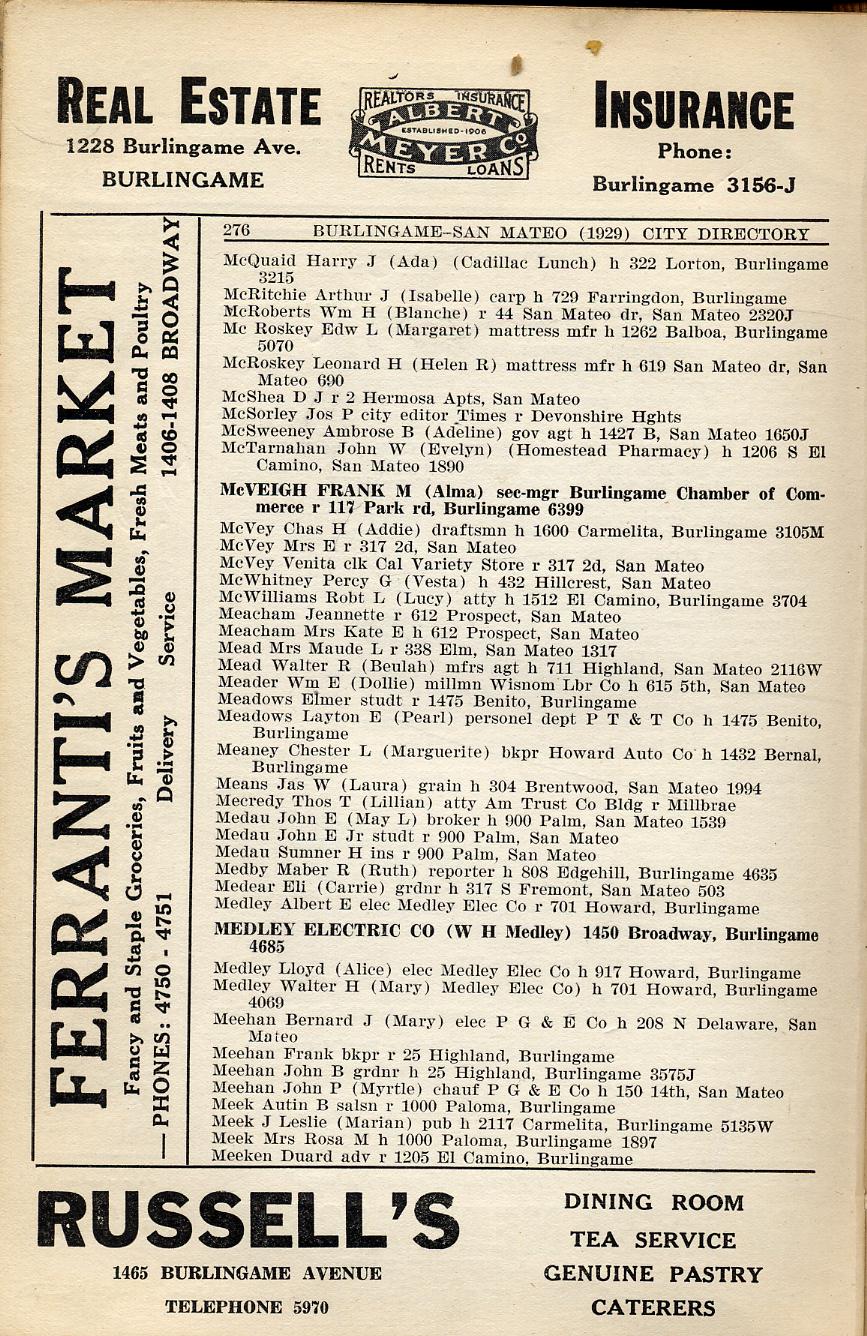 REAL ESTATE
1228 Burlingame Ave.
BURLINGAME
REALTORS INSURANCE
ALBERT
ESTABLISHED-1906
MEYER Co
RENTS LOANS
INSURANCE
Phone:
Burlingame 3156-J
FERRANTI'S MARKET
Fancy and Staple Groceries, Fruits and Vegetables, Fresh Meats and Poultry
— PHONES: 4750 - 4751 Delivery Service 1406-1408 BROADWAY
276 BURLINGAME-SAN MATEO (1929) CITY DIRECTORY
McQuaid Harry J (Ada) (Cadillac Lunch) h 322 Lorton, Burlingame
3215
McRitchie Arthur J (Isabelle) carp h 729 Farringdon, Burlingame
McRoberts Wm H (Blanche) r 44 San Mateo dr, San Mateo 2320J
Mc Roskey Edw L (Margaret) mattress mfr h 1262 Balboa, Burlingame
5070
McRoskey Leonard H (Helen R) mattress mfr h 619 San Mateo dr, San
Mateo 690
McShea D J r 2 Hermosa Apts, San Mateo
McSorley Jos P city editor Times r Devonshire Hghts
McSweeney Ambrose B (Adeline) gov agt h 1427 B, San Mateo 1650J
McTarnahan John W (Evelyn) (Homestead Pharmacy) h 1206 S El
Camino, San Mateo 1890
McVEIGH FRANK M (Alma) sec-mgr Burlingame Chamber of Com-
merce r 117 Park rd, Burlingame 6399
McVey Chas H (Addie) draftsmn h 1600 Carmelita, Burlingame 3105M
McVey Mrs E r 317 2d, San Mateo
McVey Venita clk Cal Variety Store r 317 2d, San Mateo
McWhitney Percy G (Vesta) h 432 Hillcrest, San Mateo
McWilliams Robt L (Lucy) atty h 1512 El Camino, Burlingame 3704
Meacham Jeannette r 612 Prospect, San Mateo
Meacham Mrs Kate E h 612 Prospect, San Mateo
Mead Mrs Maude L r 338 Elm, San Mateo 1317
Mead Walter R (Beulah) mfrs agt h 711 Highland, San Mateo 2116W
Meader Wm E (Dollie) millmn Wisnom Lbr Co h 615 5th, San Mateo
Meadows Elmer studt r 1475 Benito, Burlingame
Meadows Layton E (Pearl) personel dept P T & T Co h 1475 Benito,
Burlingame
Meaney Chester L (Marguerite) bkpr Howard Auto Co h 1432 Bernal,
Burlingame
Means Jas W (Laura) grain h 304 Brentwood, San Mateo 1994
Mecredy Thos T (Lillian) atty Am Trust Co Bldg r Millbrae
Medau John E (May L) broker h 900 Palm, San Mateo 1539
Medau John E Jr studt r 900 Palm, San Mateo
Medau Sumner H ins r 900 Palm, San Mateo
Medby Maber R (Ruth) reporter h 808 Edgehill, Burlingame 4635
Medear Eli (Carrie) grdnr h 317 S Fremont, San Mateo 503
Medley Albert E elec Medley Elec Co r 701 Howard, Burlingame
MEDLEY ELECTRIC CO (W H Medley) 1450 Broadway, Burlingame
4685
Medley Lloyd (Alice) elec Medley Elec Co h 917 Howard, Burlingame
Medley Walter H (Mary) Medley Elec Co) h 701 Howard, Burlingame
4069
Meehan Bernard J (Mary) elec P G & E Co h 208 N Delaware, San
Mateo
Meehan Frank bkpr r 25 Highland, Burlingame
Meehan John B grdnr h 25 Highland, Burlingame 3575J
Meehan John P (Myrtle) chauf P G & E Co h 150 14th, San Mateo
Meek Autin B salsn r 1000 Paloma, Burlingame
Meek J Leslie (Marian) pub h 2117 Carmelita, Burlingame 5135W
Meek Mrs Rosa M h 1000 Paloma, Burlingame 1897
Meeken Duard adv r 1205 El Camino, Burlingame
RUSSELL'S
1465 BURLINGAME AVENUE
TELEPHONE 5970
DINING ROOM
TEA SERVICE
GENUINE PASTRY
CATERERS